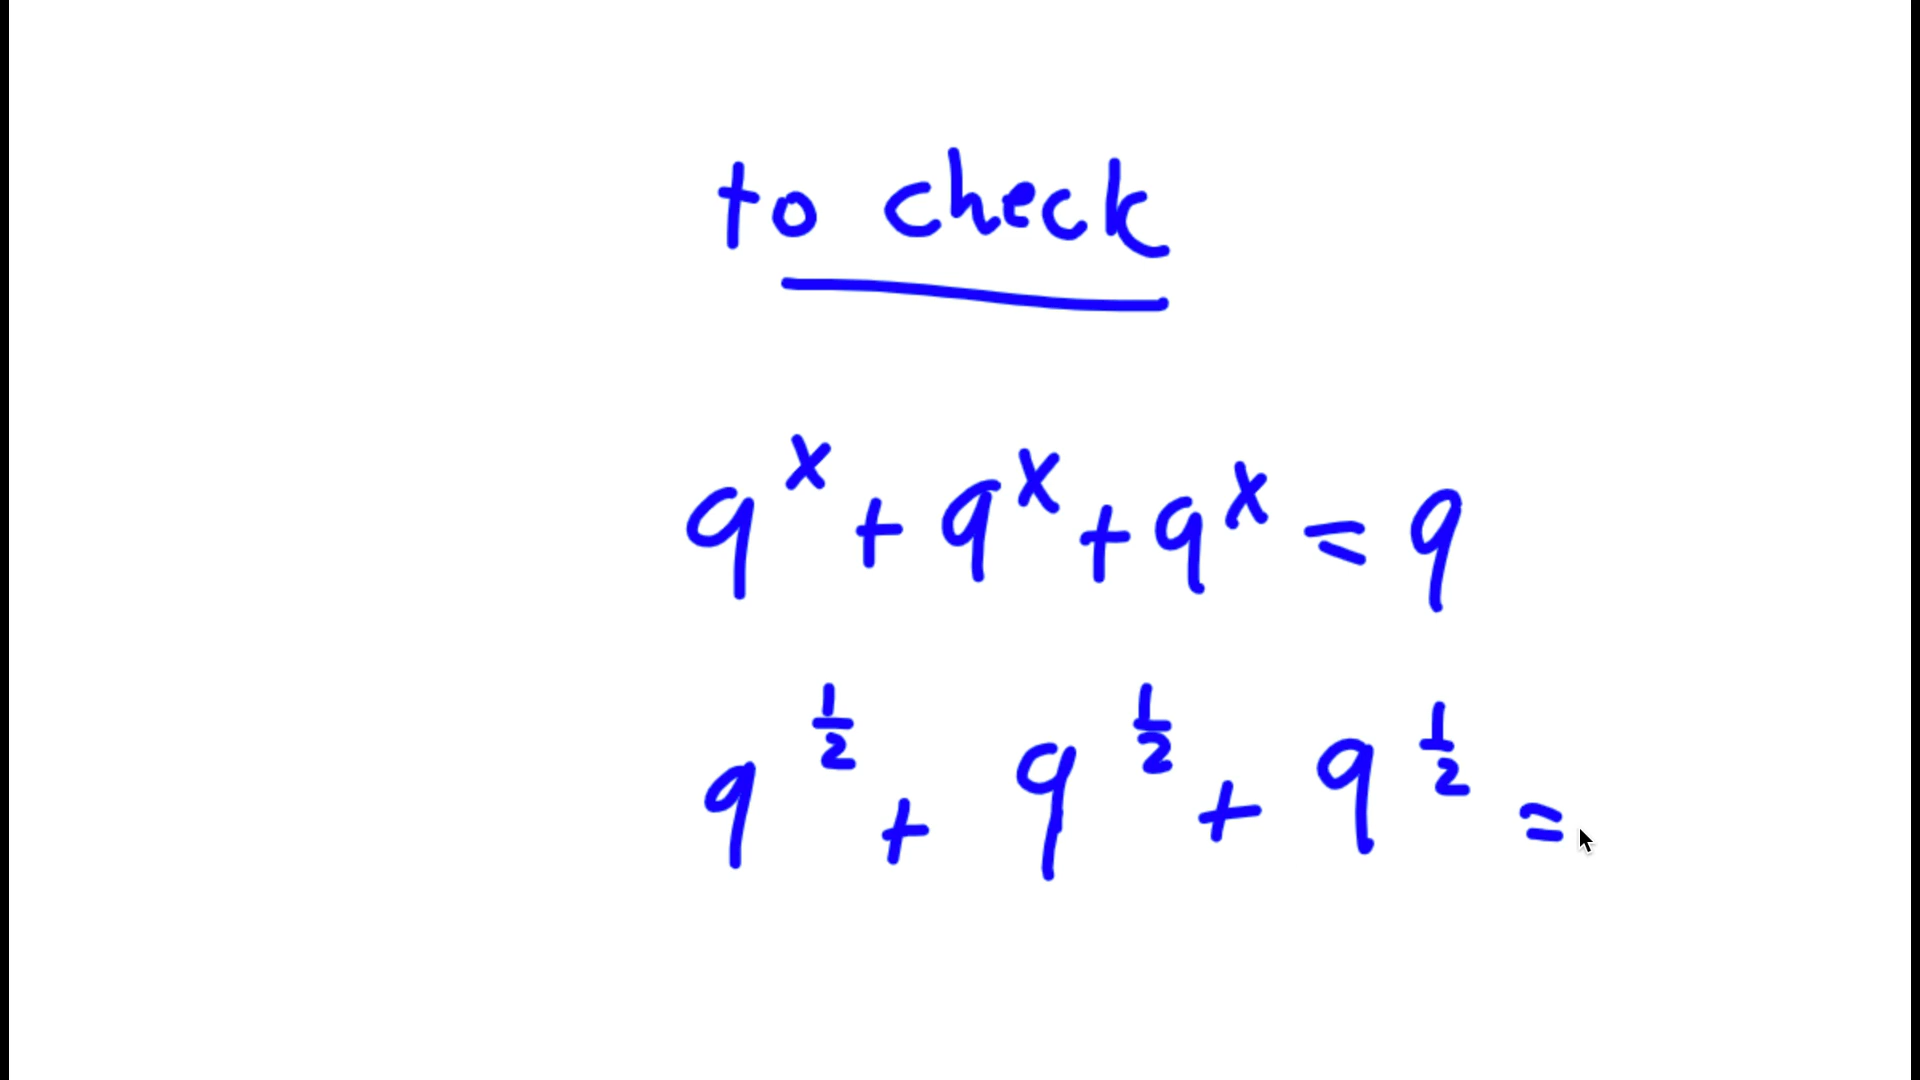 to check
9^x + 9^x + 9^x = 9
9^½ + 9^½ + 9^½ =